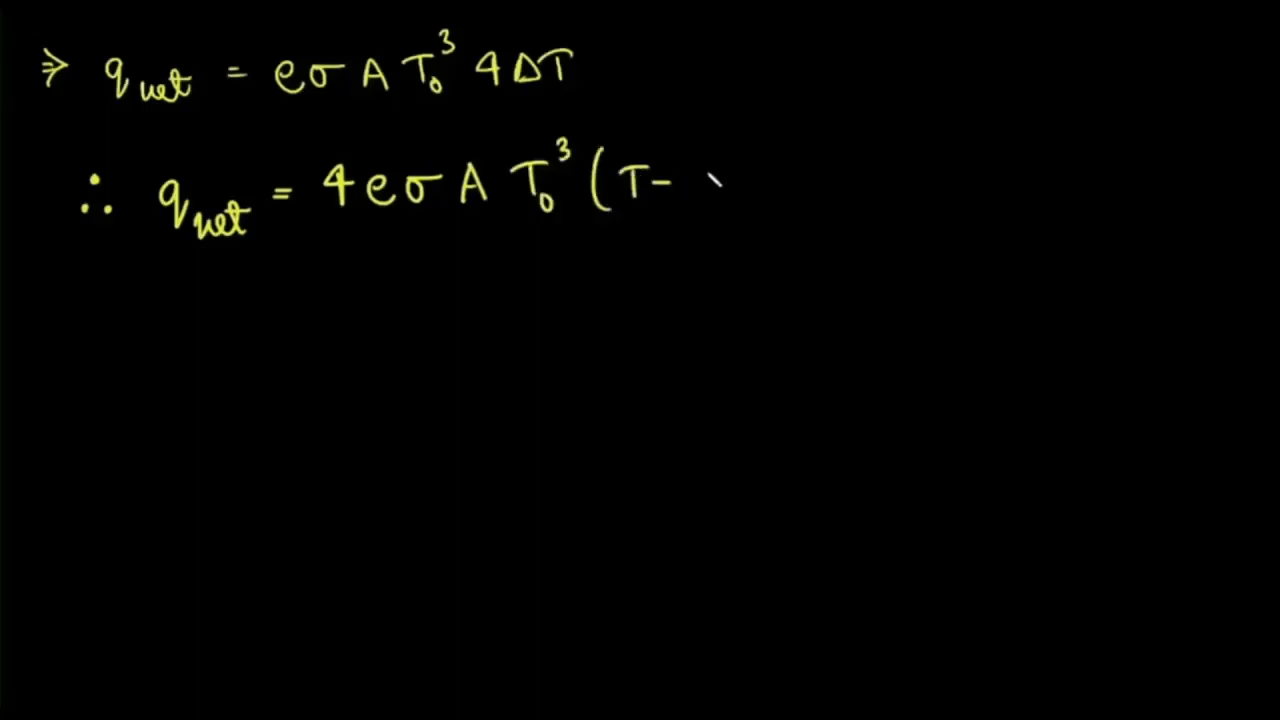 ⇒ q_net = eσ A T₀³ 4ΔT
∴ q_net = 4eσ A T₀³ (T-